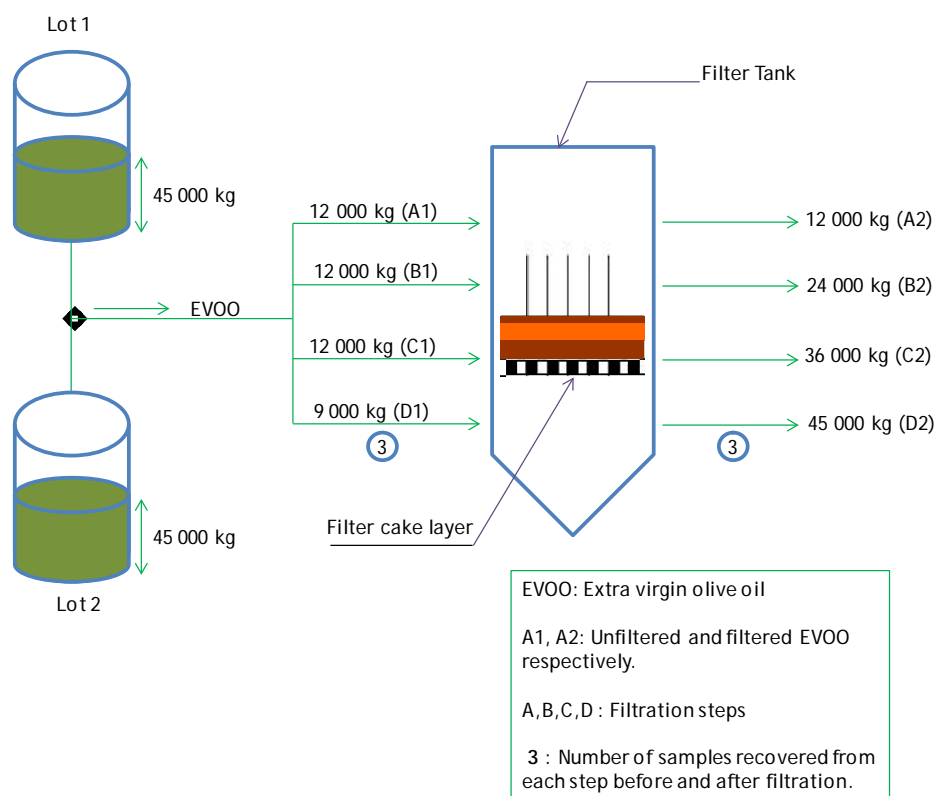 Lot 1
Filter Tank
45 000 kg
12 000 kg (A1)
12 000 kg (A2)
12 000 kg (B1)
24 000 kg (B2)
EVOO
12 000 kg (C1)
36 000 kg (C2)
9 000 kg (D1)
45 000 kg (D2)
3
3
Filter cake layer
45 000 kg
Lot 2
EVOO: Extra virgin olive oil
A1, A2: Unfiltered and filtered EVOO
respectively.
A,B,C,D : Filtration steps
3 : Number of samples recovered from
each step before and after filtration.